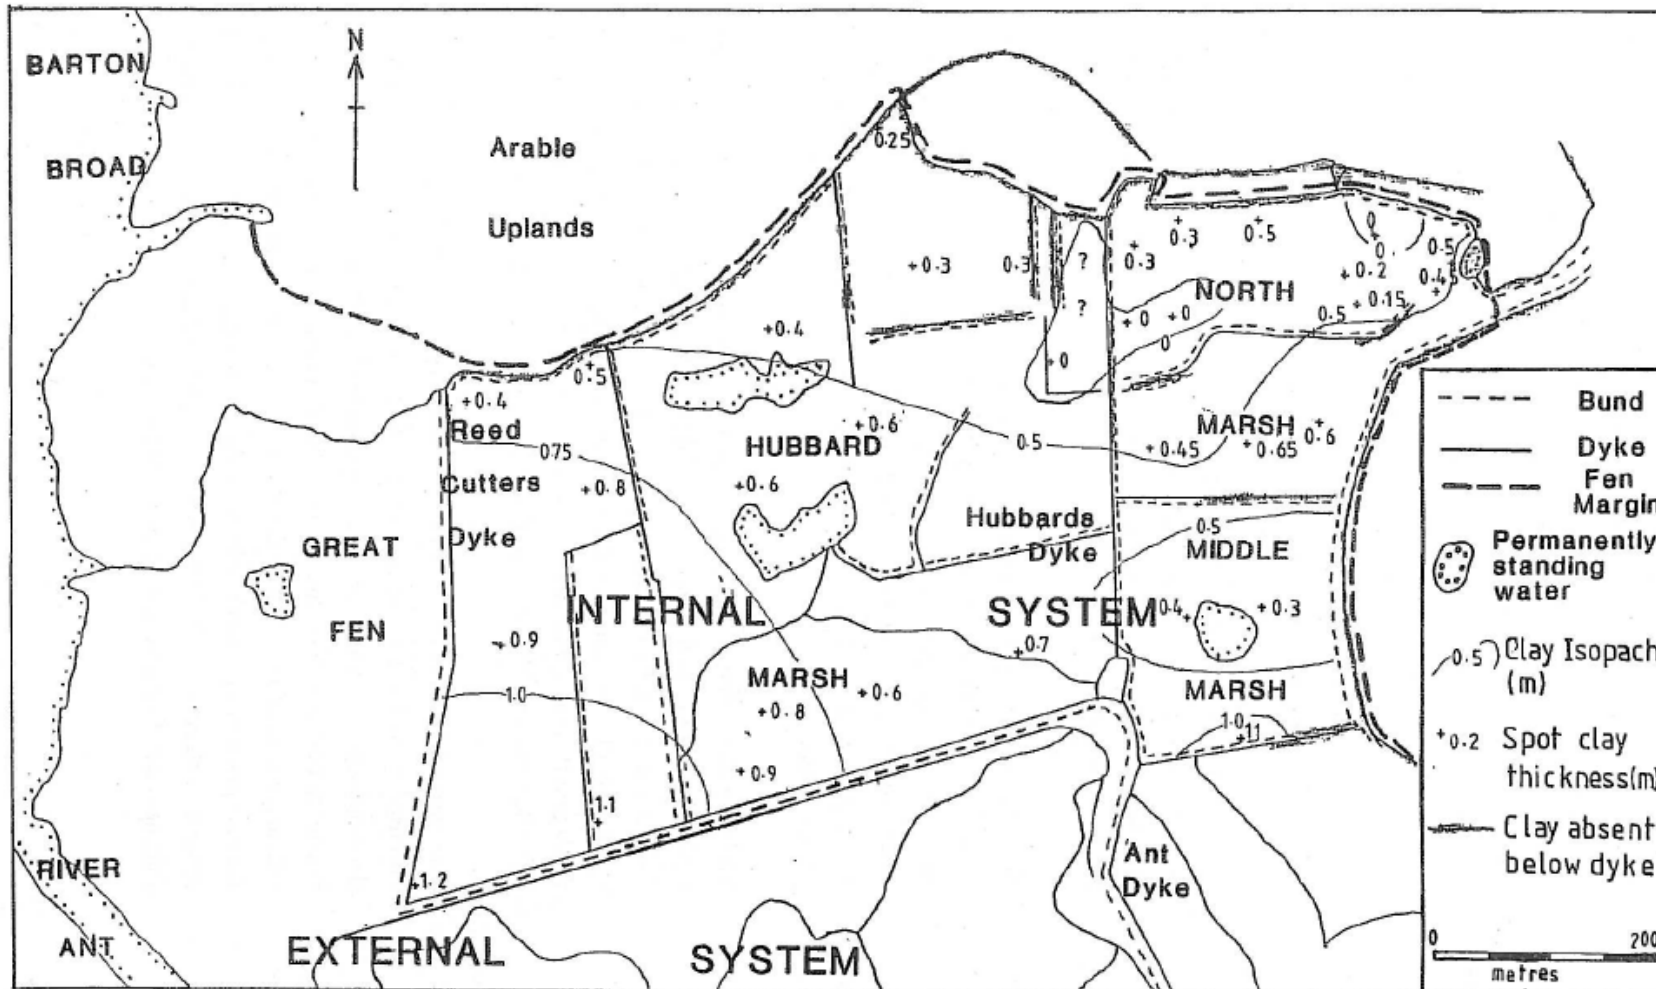 BARTON
BROAD
N
Arable
Uplands
0.25
+0.3
0.3
?
?
+0.3
+0.5
0.3
0
0
+0.2
0.5
0.4
+0.15
0.5
NORTH
+0 +0
0
+0
+0.4
0.5
+0.4
Reed
Cutters
Dyke
0.75
+0.8
HUBBARD
+0.6
+0.6
0.5
MARSH
+0.45
+0.65
0.6
Hubbards
Dyke
0.5
MIDDLE
GREAT
FEN
INTERNAL
SYSTEM
0.4
+0.3
+0.9
+0.7
MARSH
+0.6
+0.8
+0.9
MARSH
1.0
1.1
1.0
1.1
+1.2
RIVER
ANT
EXTERNAL
SYSTEM
Ant
Dyke
Bund
Dyke
Fen
Margin
Permanently
standing
water
0.5 Clay Isopach
(m)
+0.2 Spot clay
thickness(m)
Clay absent
below dyke
0 200
metres